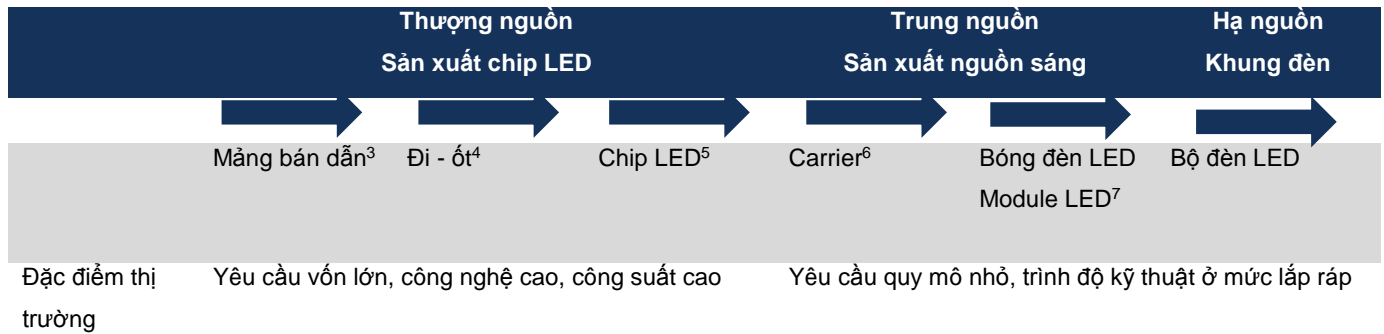 Thượng nguồn Trung nguồn Hạ nguồn
Sản xuất chip LED Sản xuất nguồn sáng Khung đèn
Mảng bán dẫn³ Đi - ốt⁴ Chip LED⁵ Carrier⁶ Bóng đèn LED Bộ đèn LED
Module LED⁷
Đặc điểm thị Yêu cầu vốn lớn, công nghệ cao, công suất cao Yêu cầu quy mô nhỏ, trình độ kỹ thuật ở mức lắp ráp
trường